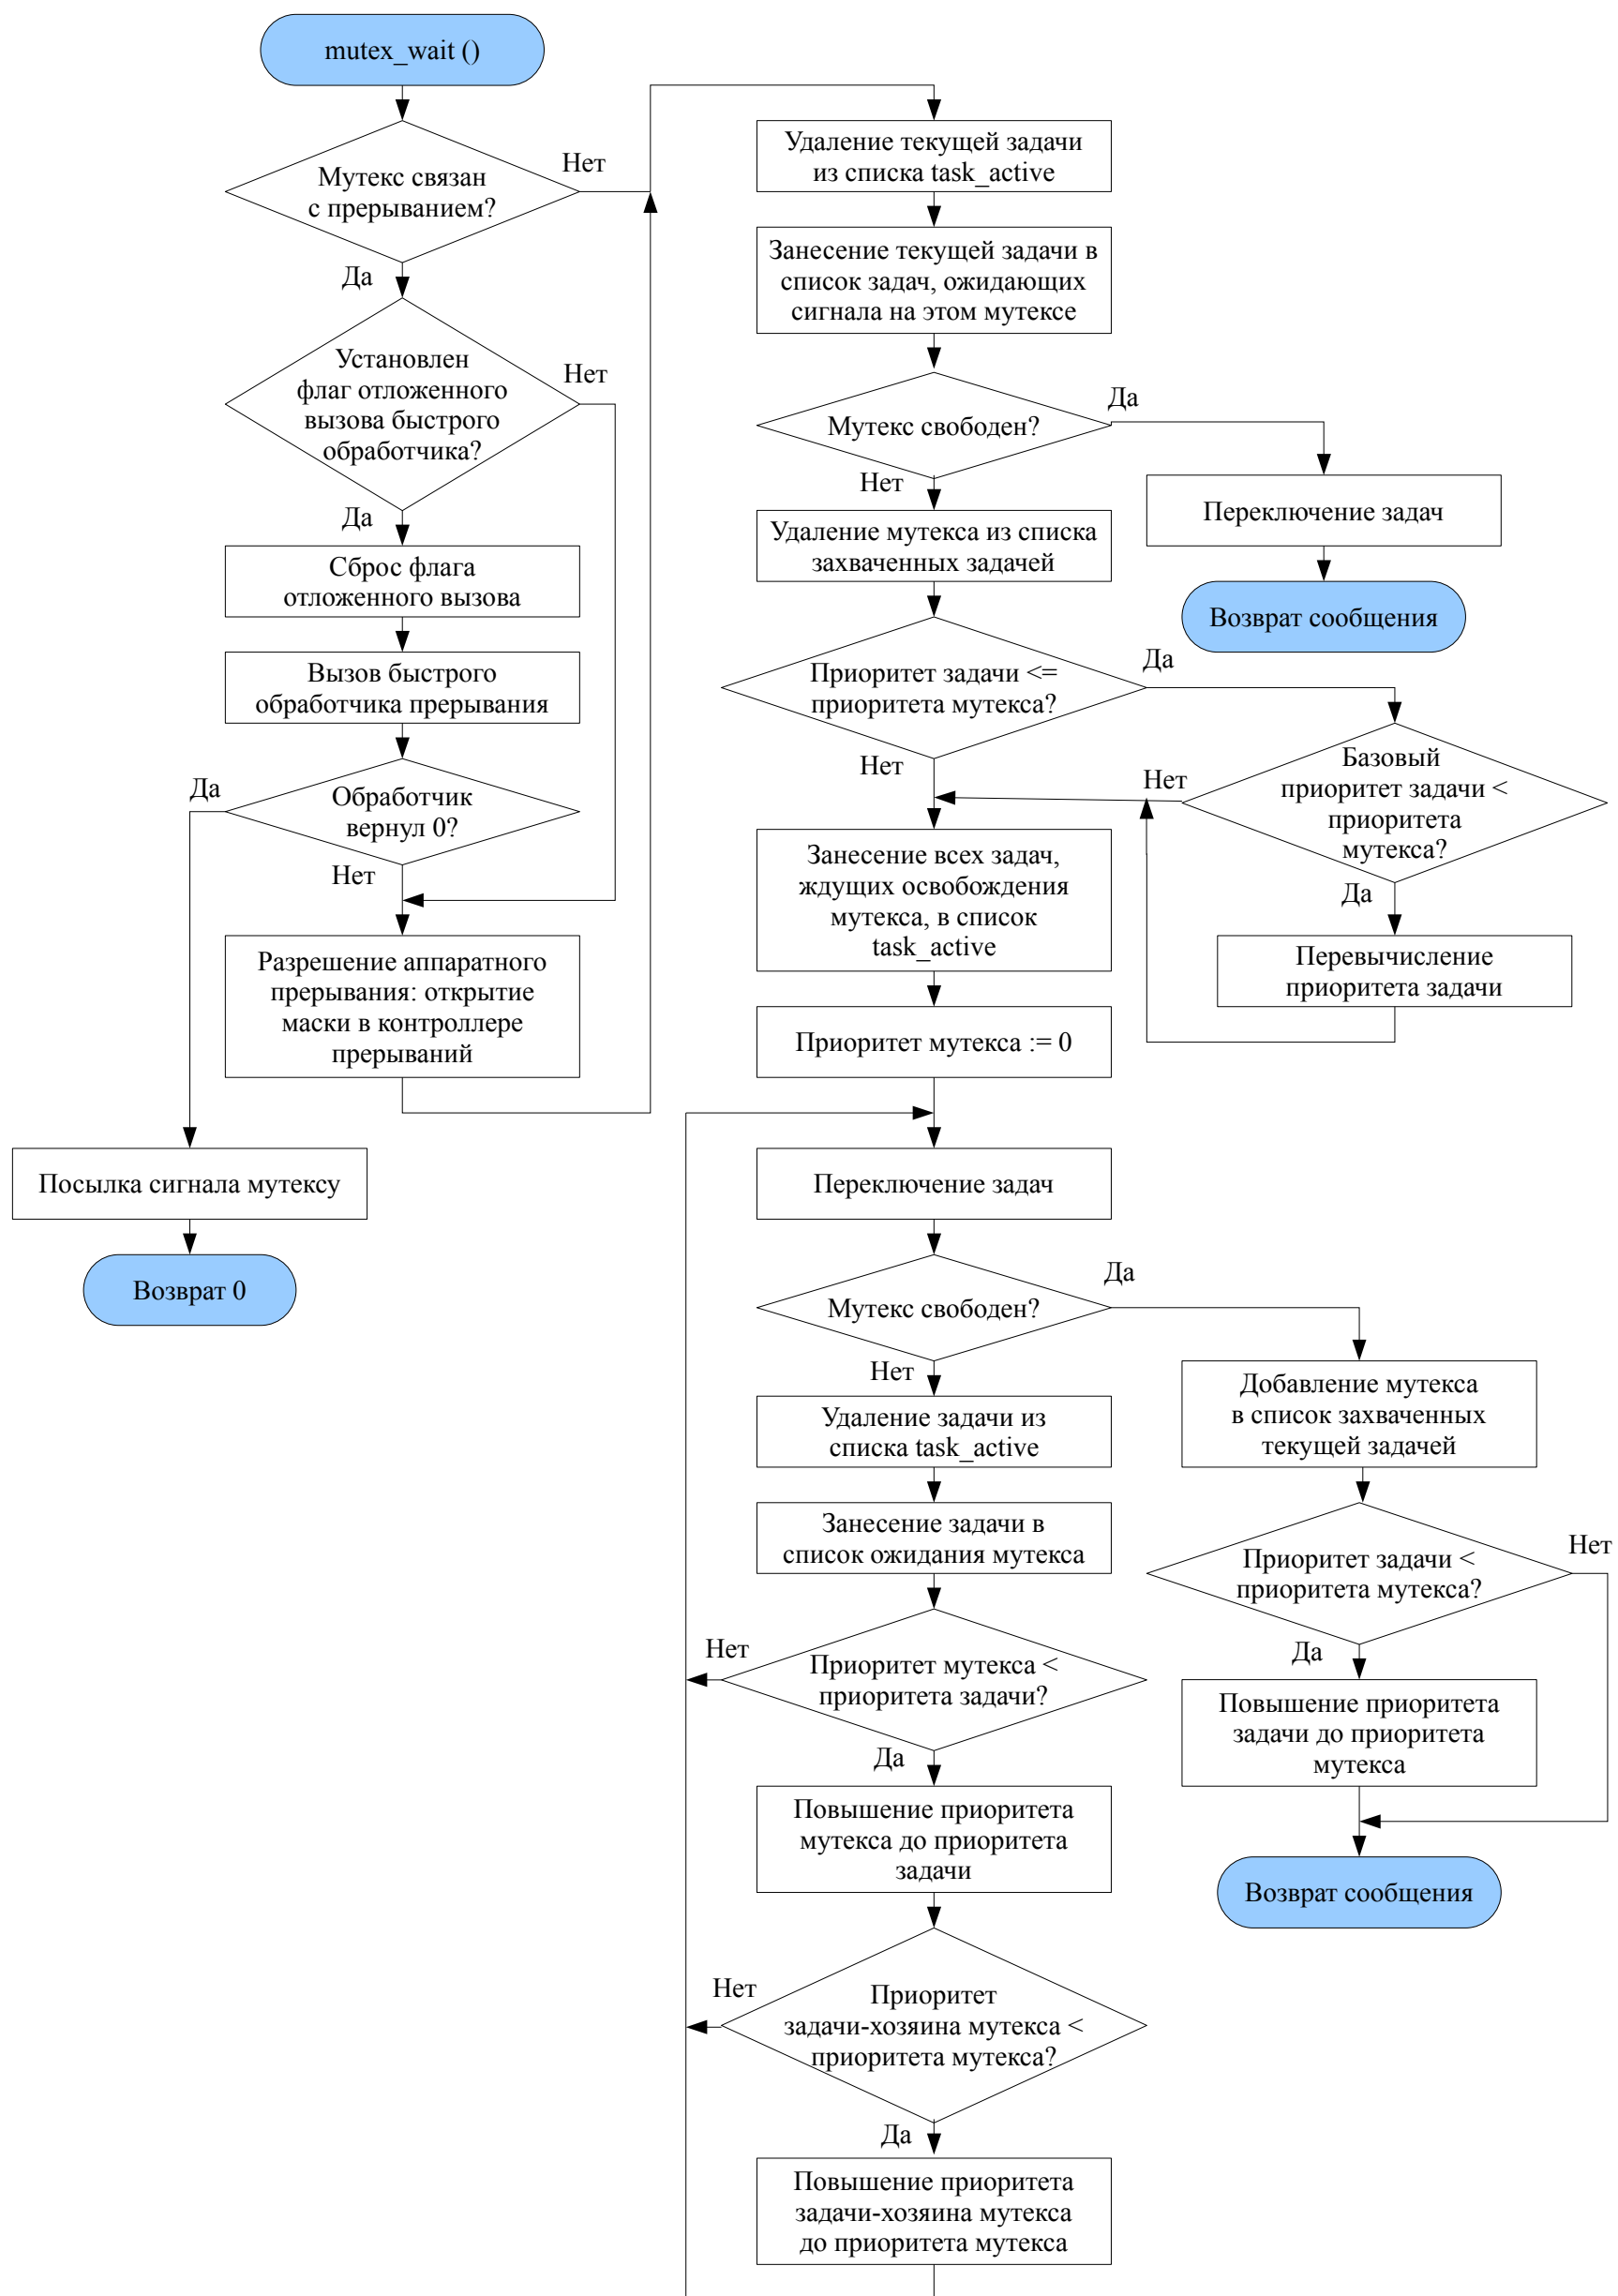 mutex_wait ()
Мутекс связан
с прерыванием?
Нет
Да
Установлен
флаг отложенного
вызова быстрого
обработчика?
Нет
Да
Сброс флага
отложенного вызова
Вызов быстрого
обработчика прерывания
Да
Обработчик
вернул 0?
Нет
Разрешение аппаратного
прерывания: открытие
маски в контроллере
прерываний
Посылка сигнала мутексу
Возврат 0
Удаление текущей задачи
из списка task_active
Занесение текущей задачи в
список задач, ожидающих
сигнала на этом мутексе
Мутекс свободен?
Да
Нет
Переключение задач
Возврат сообщения
Удаление мутекса из списка
захваченных задачей
Приоритет задачи <=
приоритета мутекса?
Да
Нет
Базовый
приоритет задачи <
приоритета
мутекса?
Нет
Да
Перевычисление
приоритета задачи
Занесение всех задач,
ждущих освобождения
мутекса, в список
task_active
Приоритет мутекса := 0
Переключение задач
Мутекс свободен?
Да
Нет
Добавление мутекса
в список захваченных
текущей задачей
Приоритет задачи <
приоритета мутекса?
Нет
Да
Повышение приоритета
задачи до приоритета
мутекса
Возврат сообщения
Удаление задачи из
списка task_active
Занесение задачи в
список ожидания мутекса
Нет
Приоритет мутекса <
приоритета задачи?
Да
Повышение приоритета
мутекса до приоритета
задачи
Нет
Приоритет
задачи-хозяина мутекса <
приоритета мутекса?
Да
Повышение приоритета
задачи-хозяина мутекса
до приоритета мутекса